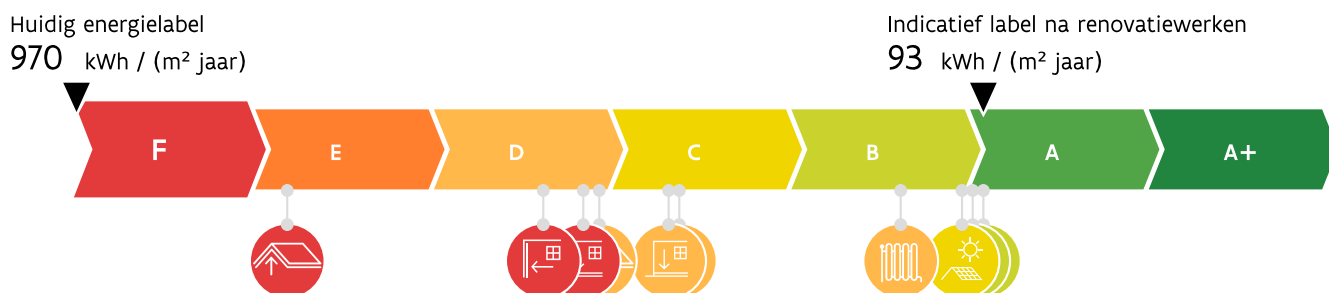 Huidig energielabel
970 kWh / (m² jaar)
Indicatief label na renovatiewerken
93 kWh / (m² jaar)
F E D C B A A+